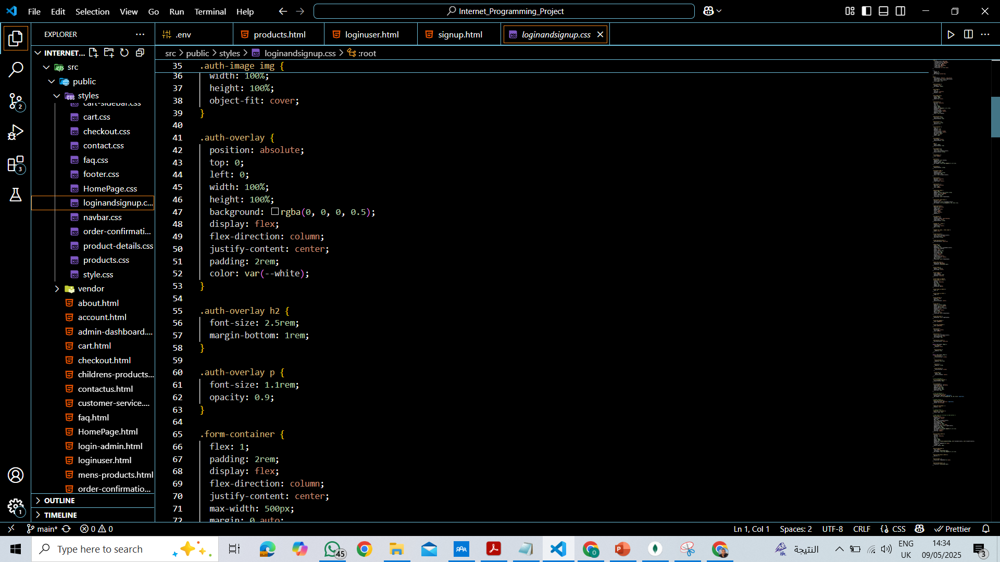 File Edit Selection View Go Run Terminal Help
Internet_Programming_Project
EXPLORER
.env
products.html
loginuser.html
signup.html
loginandsignup.css
INTERNET...
src > public > styles > loginandsignup.css > :root
src
public
styles
cart-sidebar.css
cart.css
checkout.css
contact.css
faq.css
footer.css
HomePage.css
loginandsignup.c...
navbar.css
order-confirmati...
product-details.css
products.css
style.css
vendor
about.html
account.html
admin-dashboard....
cart.html
checkout.html
childrens-products...
contactus.html
customer-service....
faq.html
HomePage.html
login-admin.html
loginuser.html
mens-products.html
order-confirmatio...
OUTLINE
TIMELINE
2
3
1
35 .auth-image img {
36 width: 100%;
37 height: 100%;
38 object-fit: cover;
39 }
40
41 .auth-overlay {
42 position: absolute;
43 top: 0;
44 left: 0;
45 width: 100%;
46 height: 100%;
47 background: rgba(0, 0, 0, 0.5);
48 display: flex;
49 flex-direction: column;
50 justify-content: center;
51 padding: 2rem;
52 color: var(--white);
53 }
54
55 .auth-overlay h2 {
56 font-size: 2.5rem;
57 margin-bottom: 1rem;
58 }
59
60 .auth-overlay p {
61 font-size: 1.1rem;
62 opacity: 0.9;
63 }
64
65 .form-container {
66 flex: 1;
67 padding: 2rem;
68 display: flex;
69 flex-direction: column;
70 justify-content: center;
71 max-width: 500px;
72 margin: 0 auto;
main* 0 0
Ln 1, Col 1 Spaces: 2 UTF-8 CRLF CSS Prettier
Type here to search
45
النتيجة
ENG
UK
14:34
09/05/2025
3